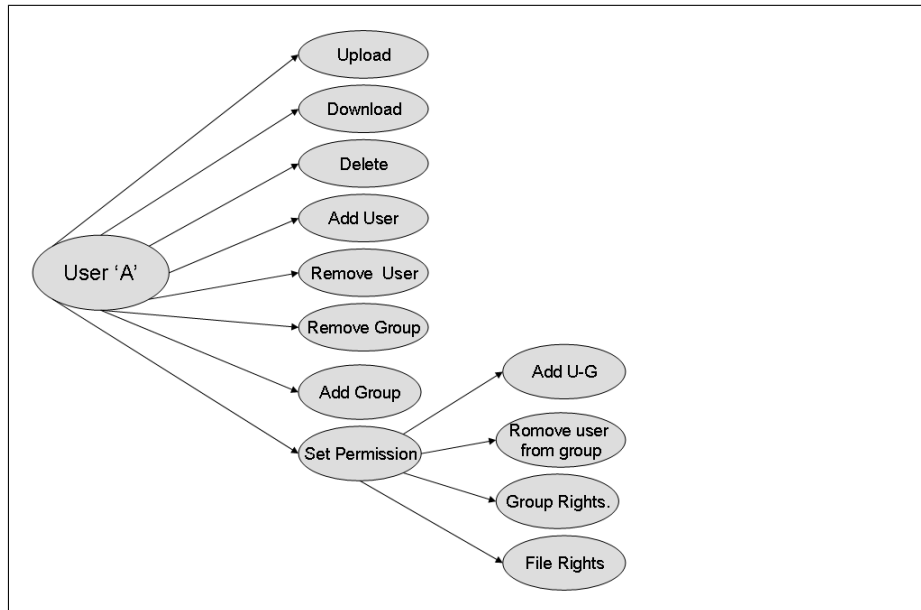 Upload
Download
Delete
Add User
User ‘A’
Remove User
Remove Group
Add Group
Set Permission
Add U-G
Romove user
from group
Group Rights.
File Rights